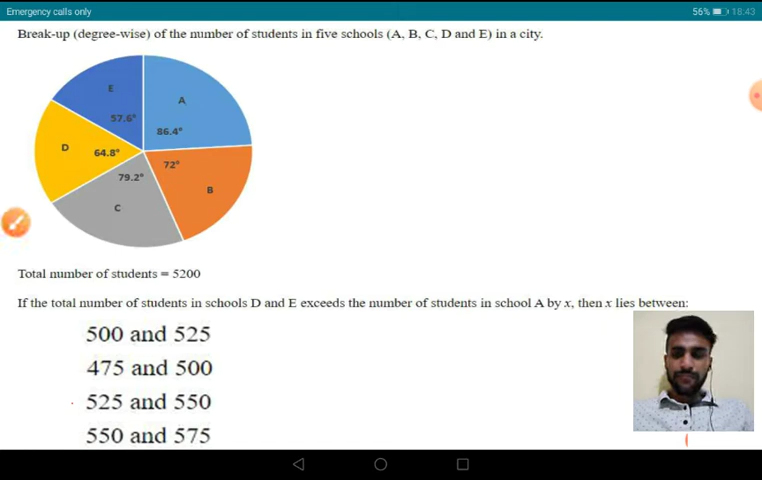 Emergency calls only
56% 18:43
Break-up (degree-wise) of the number of students in five schools (A, B, C, D and E) in a city.
E
A
57.6°
86.4°
D
64.8°
72°
79.2°
B
C
Total number of students = 5200
If the total number of students in schools D and E exceeds the number of students in school A by x, then x lies between:
500 and 525
475 and 500
525 and 550
550 and 575